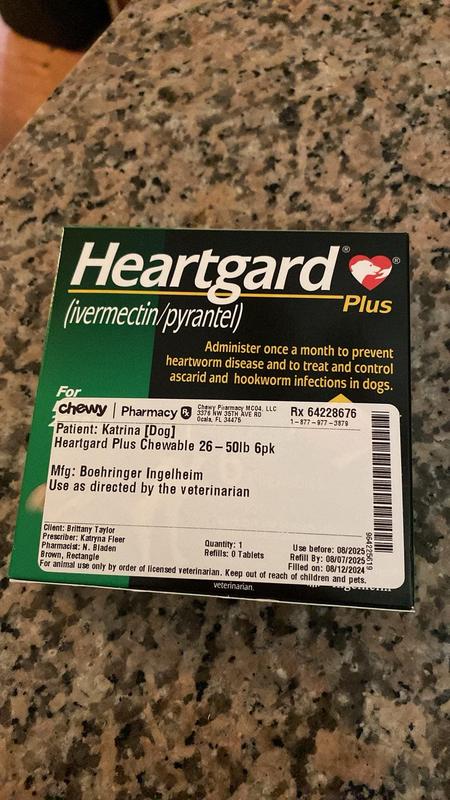 Heartgard® ®
Plus
(ivermectin/pyrantel)
Administer once a month to prevent
heartworm disease and to treat and control
ascarid and hookworm infections in dogs.
For
chewy | Pharmacy Rx
Chewy Pharmacy MC04, LLC
3379 NW 35TH AVE RD
Ocala, FL 34475
Rx 64228676
1-877-977-3879
Patient: Katrina [Dog]
Heartgard Plus Chewable 26-50lb 6pk
Mfg: Boehringer Ingelheim
Use as directed by the veterinarian
Client: Brittany Taylor
Prescriber: Katryna Fleer
Pharmacist: N. Bladen
Brown, Rectangle
Quantity: 1
Refills: 0 Tablets
Use before: 08/2025
Refill By: 08/07/2025
Filled on: 08/12/2024
For animal use only by order of licensed veterinarian. Keep out of reach of children and pets.
964225619
veterinarian.